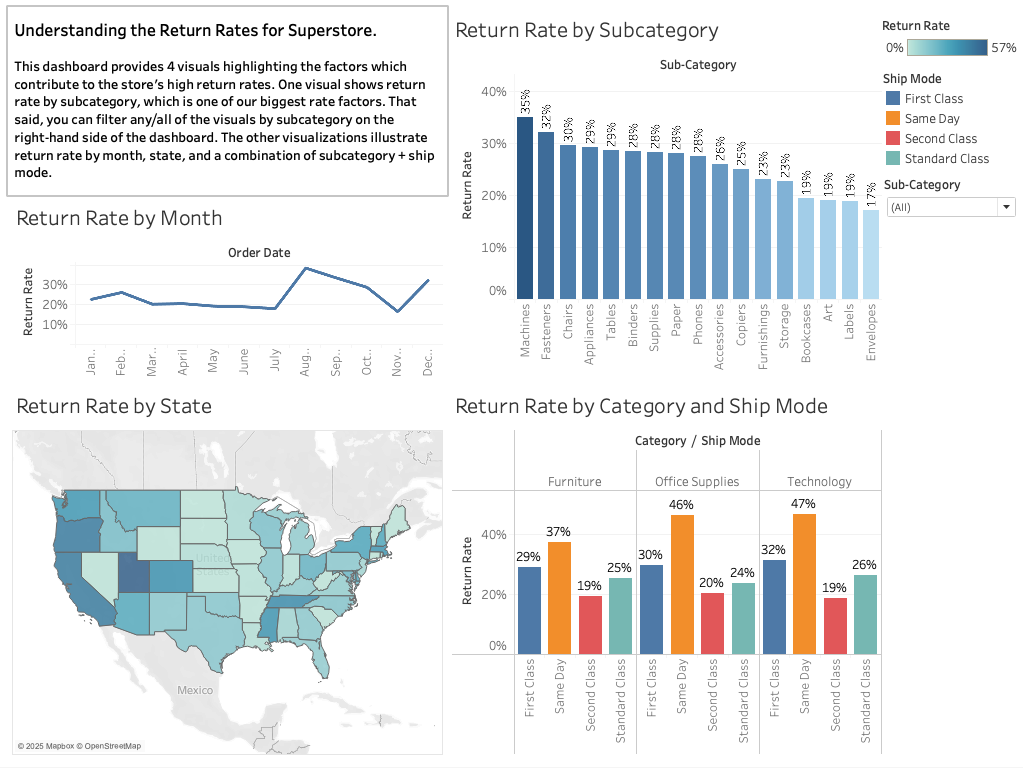 Understanding the Return Rates for Superstore.
This dashboard provides 4 visuals highlighting the factors which
contribute to the store's high return rates. One visual shows return
rate by subcategory, which is one of our biggest rate factors. That
said, you can filter any/all of the visuals by subcategory on the
right-hand side of the dashboard. The other visualizations illustrate
return rate by month, state, and a combination of subcategory + ship
mode.
Return Rate by Month
Order Date
Return Rate
30%
20%
10%
Jan.. Feb.. Mar.. April May June July Aug.. Sep.. Oct.. Nov.. Dec..
Return Rate by Subcategory
Sub-Category
Return Rate
40%
30%
20%
10%
0%
35% 32% 30% 29% 29% 28% 28% 28% 28% 26% 25% 23% 23% 19% 19% 19% 17%
Machines Fasteners Chairs Appliances Tables Binders Supplies Paper Phones Accessories Copiers Furnishings Storage Bookcases Art Labels Envelopes
Return Rate
0% 57%
Ship Mode
First Class
Same Day
Second Class
Standard Class
Sub-Category
(All)
Return Rate by State
United
States
Mexico
© 2025 Mapbox © OpenStreetMap
Return Rate by Category and Ship Mode
Category / Ship Mode
Furniture Office Supplies Technology
Return Rate
40%
20%
0%
29% 37% 19% 25% 30% 46% 20% 24% 32% 47% 19% 26%
First Class Same Day Second Class Standard Class First Class Same Day Second Class Standard Class First Class Same Day Second Class Standard Class